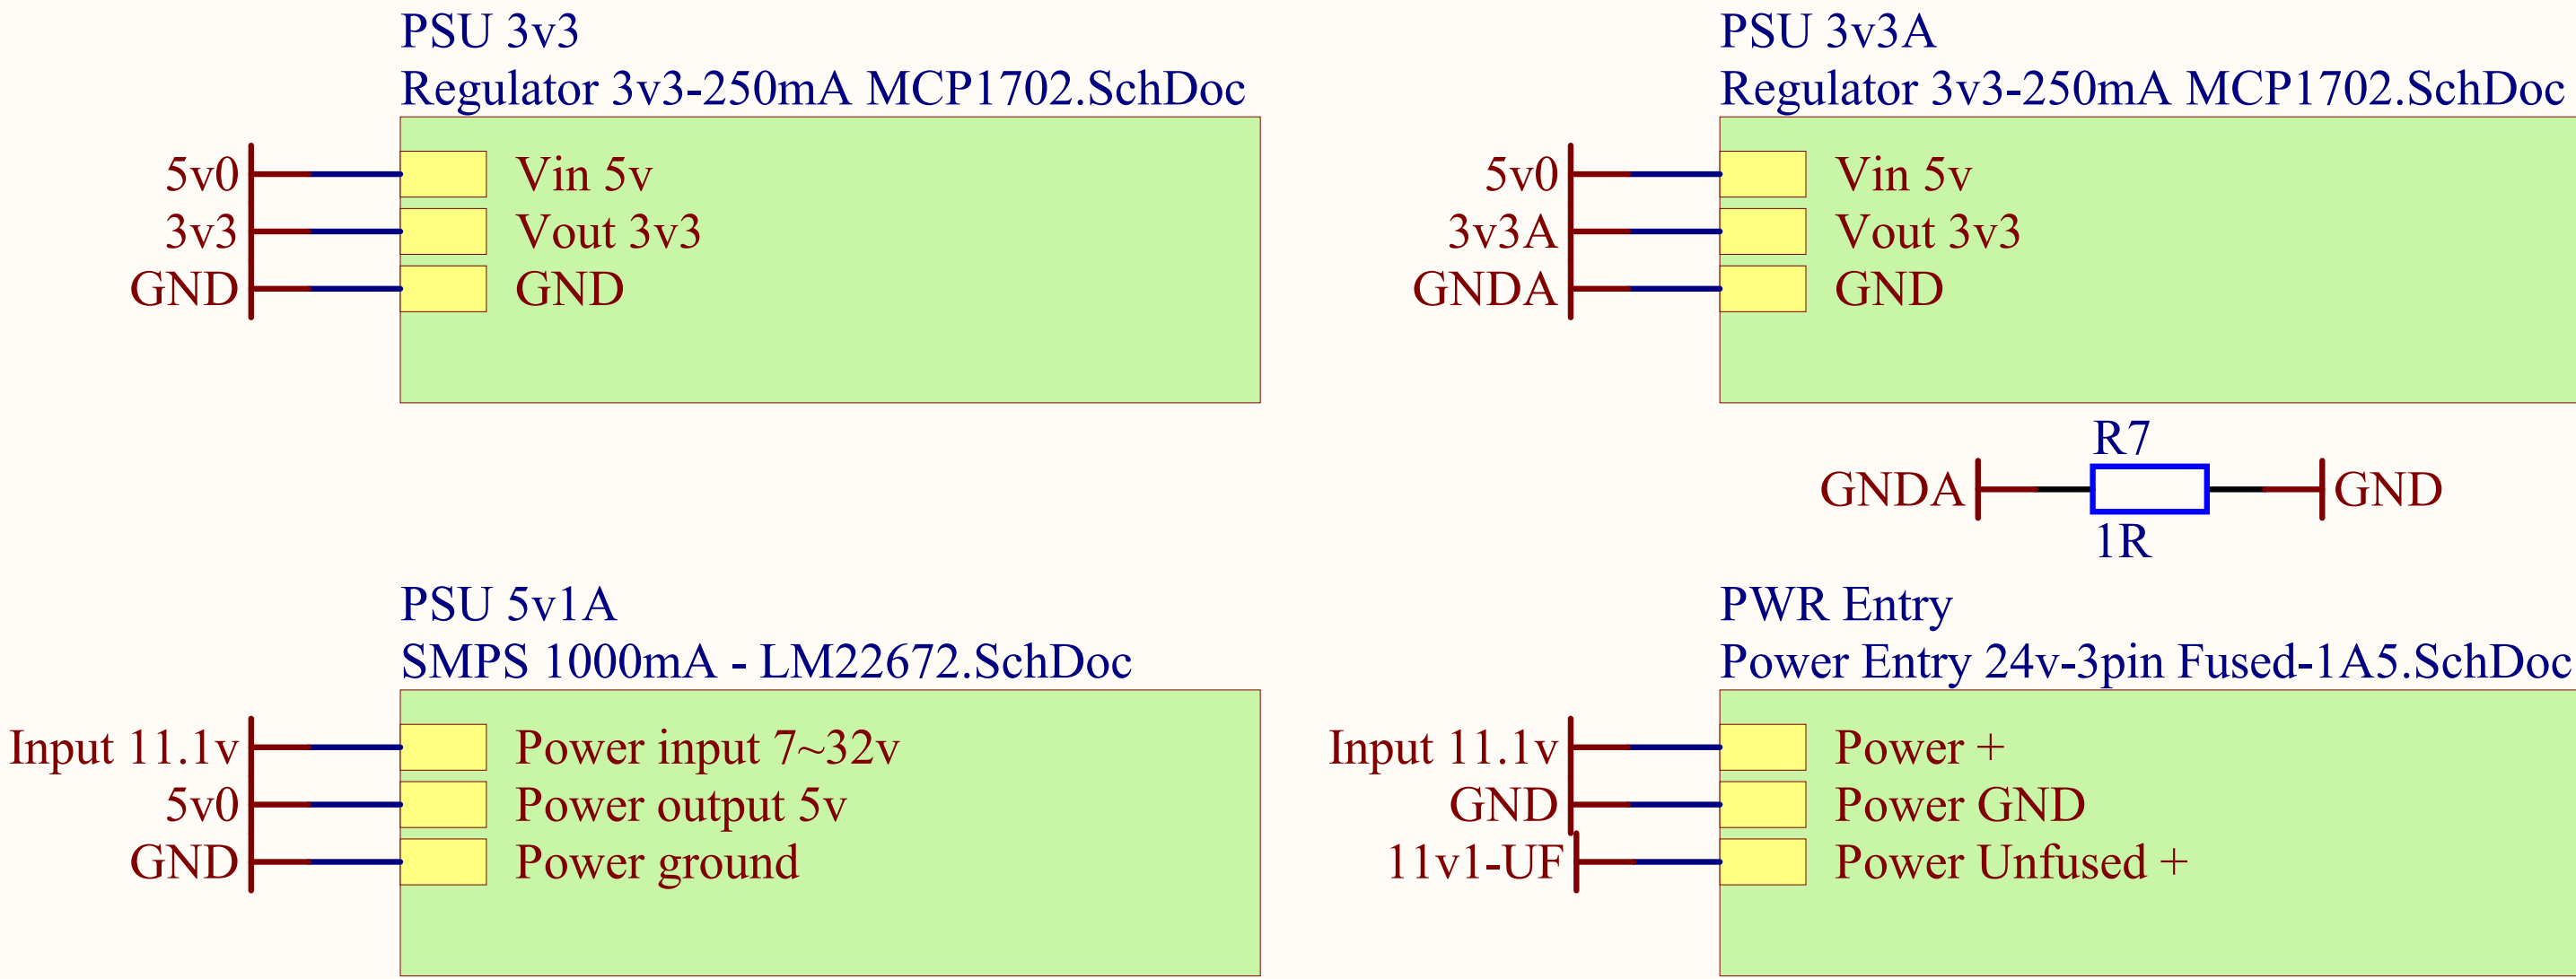 PSU 3v3
Regulator 3v3-250mA MCP1702.SchDoc
5v0 Vin 5v
3v3 Vout 3v3
GND GND
PSU 3v3A
Regulator 3v3-250mA MCP1702.SchDoc
5v0 Vin 5v
3v3A Vout 3v3
GNDA GND
R7
GNDA GND
1R
PSU 5v1A
SMPS 1000mA - LM22672.SchDoc
Input 11.1v Power input 7~32v
5v0 Power output 5v
GND Power ground
PWR Entry
Power Entry 24v-3pin Fused-1A5.SchDoc
Input 11.1v Power +
GND Power GND
11v1-UF Power Unfused +